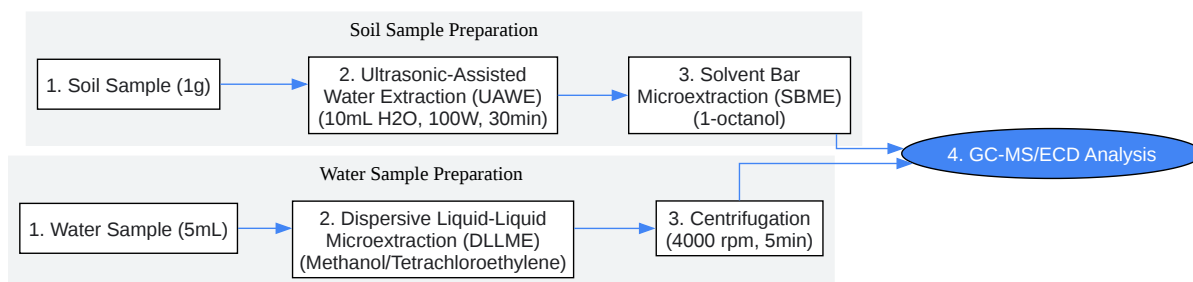 Soil Sample Preparation
1. Soil Sample (1g)
2. Ultrasonic-Assisted
Water Extraction (UAWE)
(10mL H2O, 100W, 30min)
3. Solvent Bar
Microextraction (SBME)
(1-octanol)
4. GC-MS/ECD Analysis
Water Sample Preparation
1. Water Sample (5mL)
2. Dispersive Liquid-Liquid
Microextraction (DLLME)
(Methanol/Tetrachloroethylene)
3. Centrifugation
(4000 rpm, 5min)